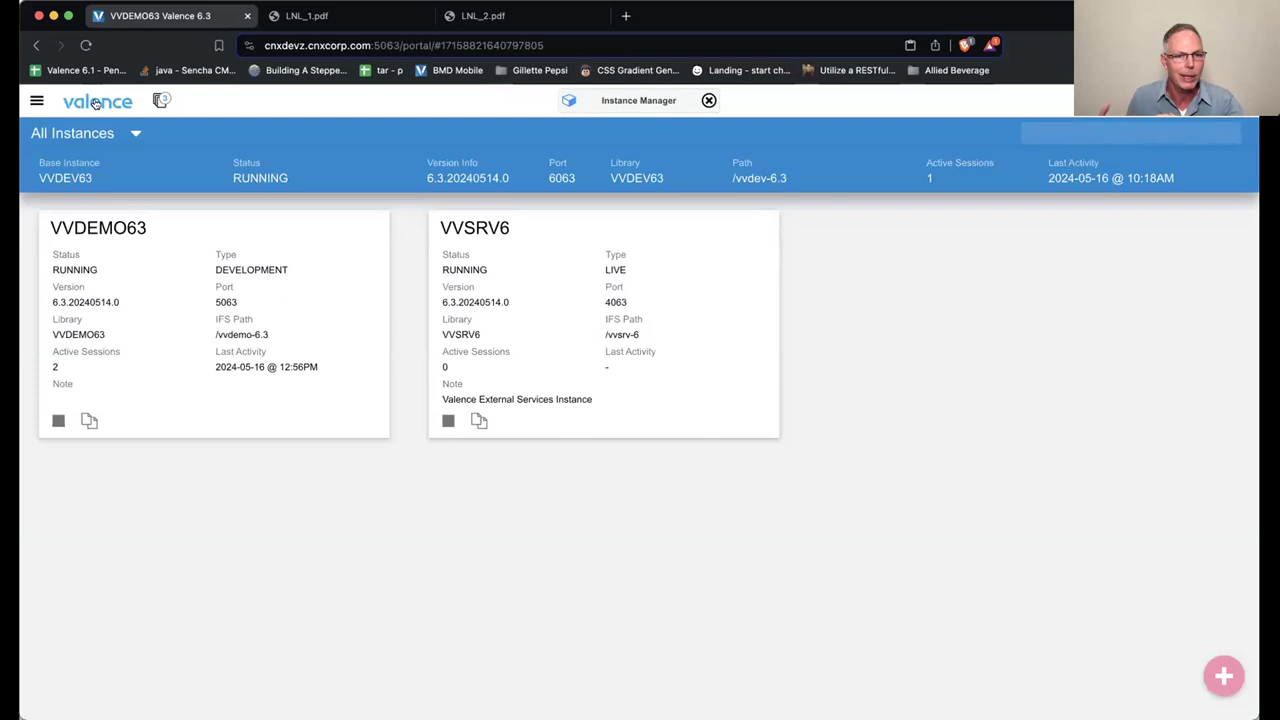 VVDEMO63 Valence 6.3
LNL_1.pdf
LNL_2.pdf
cnxdevz.cnxcorp.com:5063/portal/#17158821640797805
1
1
Valence 6.1 - Pen...
java - Sencha CM...
Building A Steppe...
tar - p
BMD Mobile
Gillette Pepsi
CSS Gradient Gen...
Landing - start ch...
Utilize a RESTful...
Allied Beverage
valence
3
Instance Manager
All Instances
Base Instance
Status
Version Info
Port
Library
Path
Active Sessions
Last Activity
VVDEV63
RUNNING
6.3.20240514.0
6063
VVDEV63
/vvdev-6.3
1
2024-05-16 @ 10:18AM
VVDEMO63
Status
Type
RUNNING
DEVELOPMENT
Version
Port
6.3.20240514.0
5063
Library
IFS Path
VVDEMO63
/vvdemo-6.3
Active Sessions
Last Activity
2
2024-05-16 @ 12:56PM
Note
VVSRV6
Status
Type
RUNNING
LIVE
Version
Port
6.3.20240514.0
4063
Library
IFS Path
VVSRV6
/vvsrv-6
Active Sessions
Last Activity
0
-
Note
Valence External Services Instance